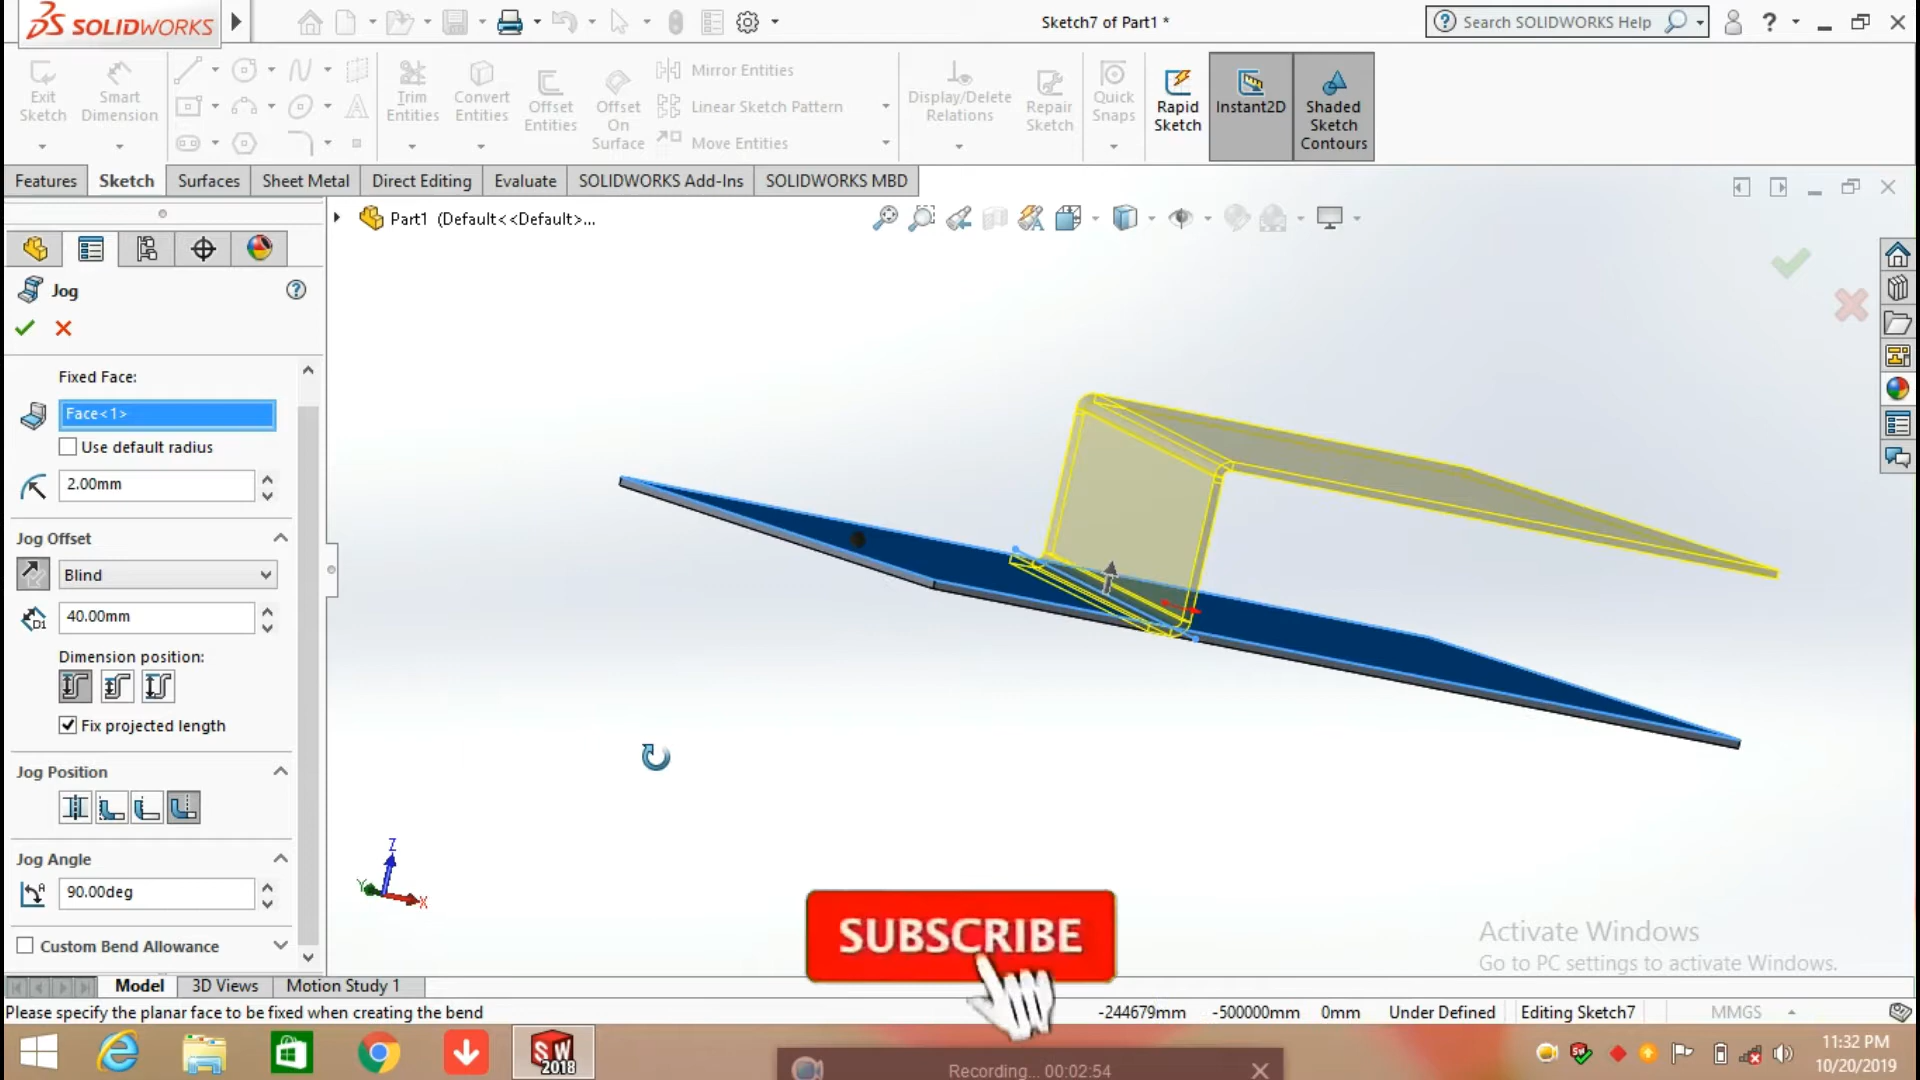 SOLIDWORKS
Sketch7 of Part1 *
Search SOLIDWORKS Help
?
Exit Sketch
Smart Dimension
Trim Entities
Convert Entities
Offset Entities
Offset On Surface
Mirror Entities
Linear Sketch Pattern
Move Entities
Display/Delete Relations
Repair Sketch
Quick Snaps
Rapid Sketch
Instant2D
Shaded Sketch Contours
Features
Sketch
Surfaces
Sheet Metal
Direct Editing
Evaluate
SOLIDWORKS Add-Ins
SOLIDWORKS MBD
Part1 (Default<<Default>...
Jog
?
Fixed Face:
Face<1>
Use default radius
2.00mm
Jog Offset
Blind
D1
40.00mm
Dimension position:
Fix projected length
Jog Position
Jog Angle
90.00deg
Custom Bend Allowance
Z
Y
X
SUBSCRIBE
Activate Windows
Go to PC settings to activate Windows.
Model
3D Views
Motion Study 1
Please specify the planar face to be fixed when creating the bend
-244679mm
-500000mm
0mm
Under Defined
Editing Sketch7
MMGS
SW
2018
Recording... 00:02:54
11:32 PM
10/20/2019